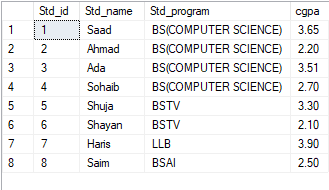 Std_id Std_name Std_program cgpa
1 1 Saad BS(COMPUTER SCIENCE) 3.65
2 2 Ahmad BS(COMPUTER SCIENCE) 2.20
3 3 Ada BS(COMPUTER SCIENCE) 3.51
4 4 Sohaib BS(COMPUTER SCIENCE) 2.70
5 5 Shuja BSTV 3.30
6 6 Shayan BSTV 2.10
7 7 Haris LLB 3.90
8 8 Saim BSAI 2.50